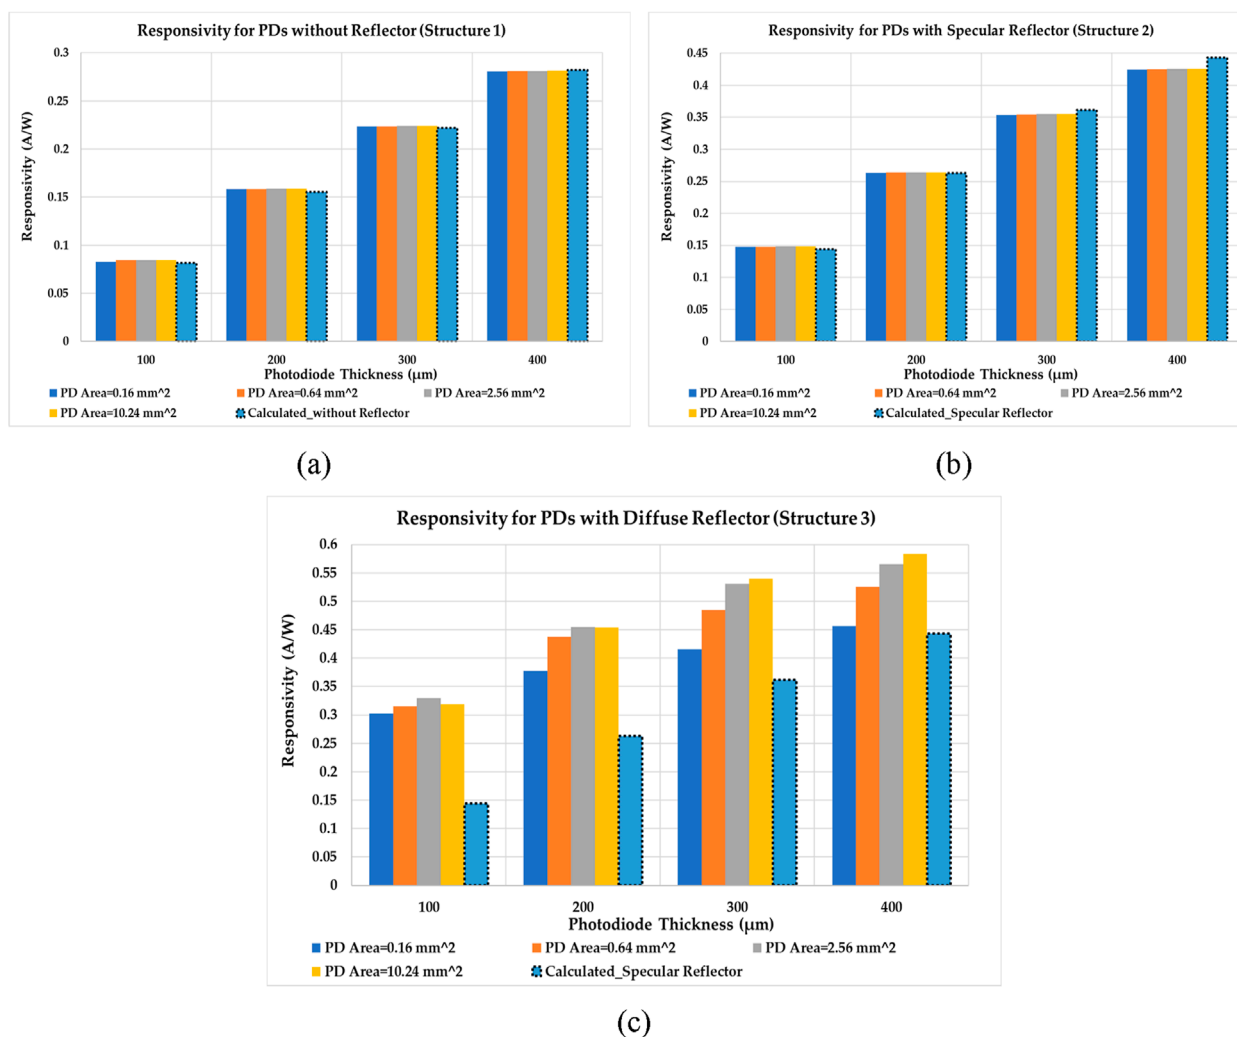 Responsivity for PDs without Reflector (Structure 1)
Responsivity (A/W)
0.3
0.25
0.2
0.15
0.1
0.05
0
100 200 300 400
Photodiode Thickness (µm)
PD Area=0.16 mm^2 PD Area=0.64 mm^2 PD Area=2.56 mm^2
PD Area=10.24 mm^2 Calculated_without Reflector
(a)
Responsivity for PDs with Specular Reflector (Structure 2)
Responsivity (A/W)
0.45
0.4
0.35
0.3
0.25
0.2
0.15
0.1
0.05
0
100 200 300 400
Photodiode Thickness (µm)
PD Area=0.16 mm^2 PD Area=0.64 mm^2 PD Area=2.56 mm^2
PD Area=10.24 mm^2 Calculated_Specular Reflector
(b)
Responsivity for PDs with Diffuse Reflector (Structure 3)
Responsivity (A/W)
0.6
0.55
0.5
0.45
0.4
0.35
0.3
0.25
0.2
0.15
0.1
0.05
0
100 200 300 400
Photodiode Thickness (µm)
PD Area=0.16 mm^2 PD Area=0.64 mm^2 PD Area=2.56 mm^2
PD Area=10.24 mm^2 Calculated_Specular Reflector
(c)